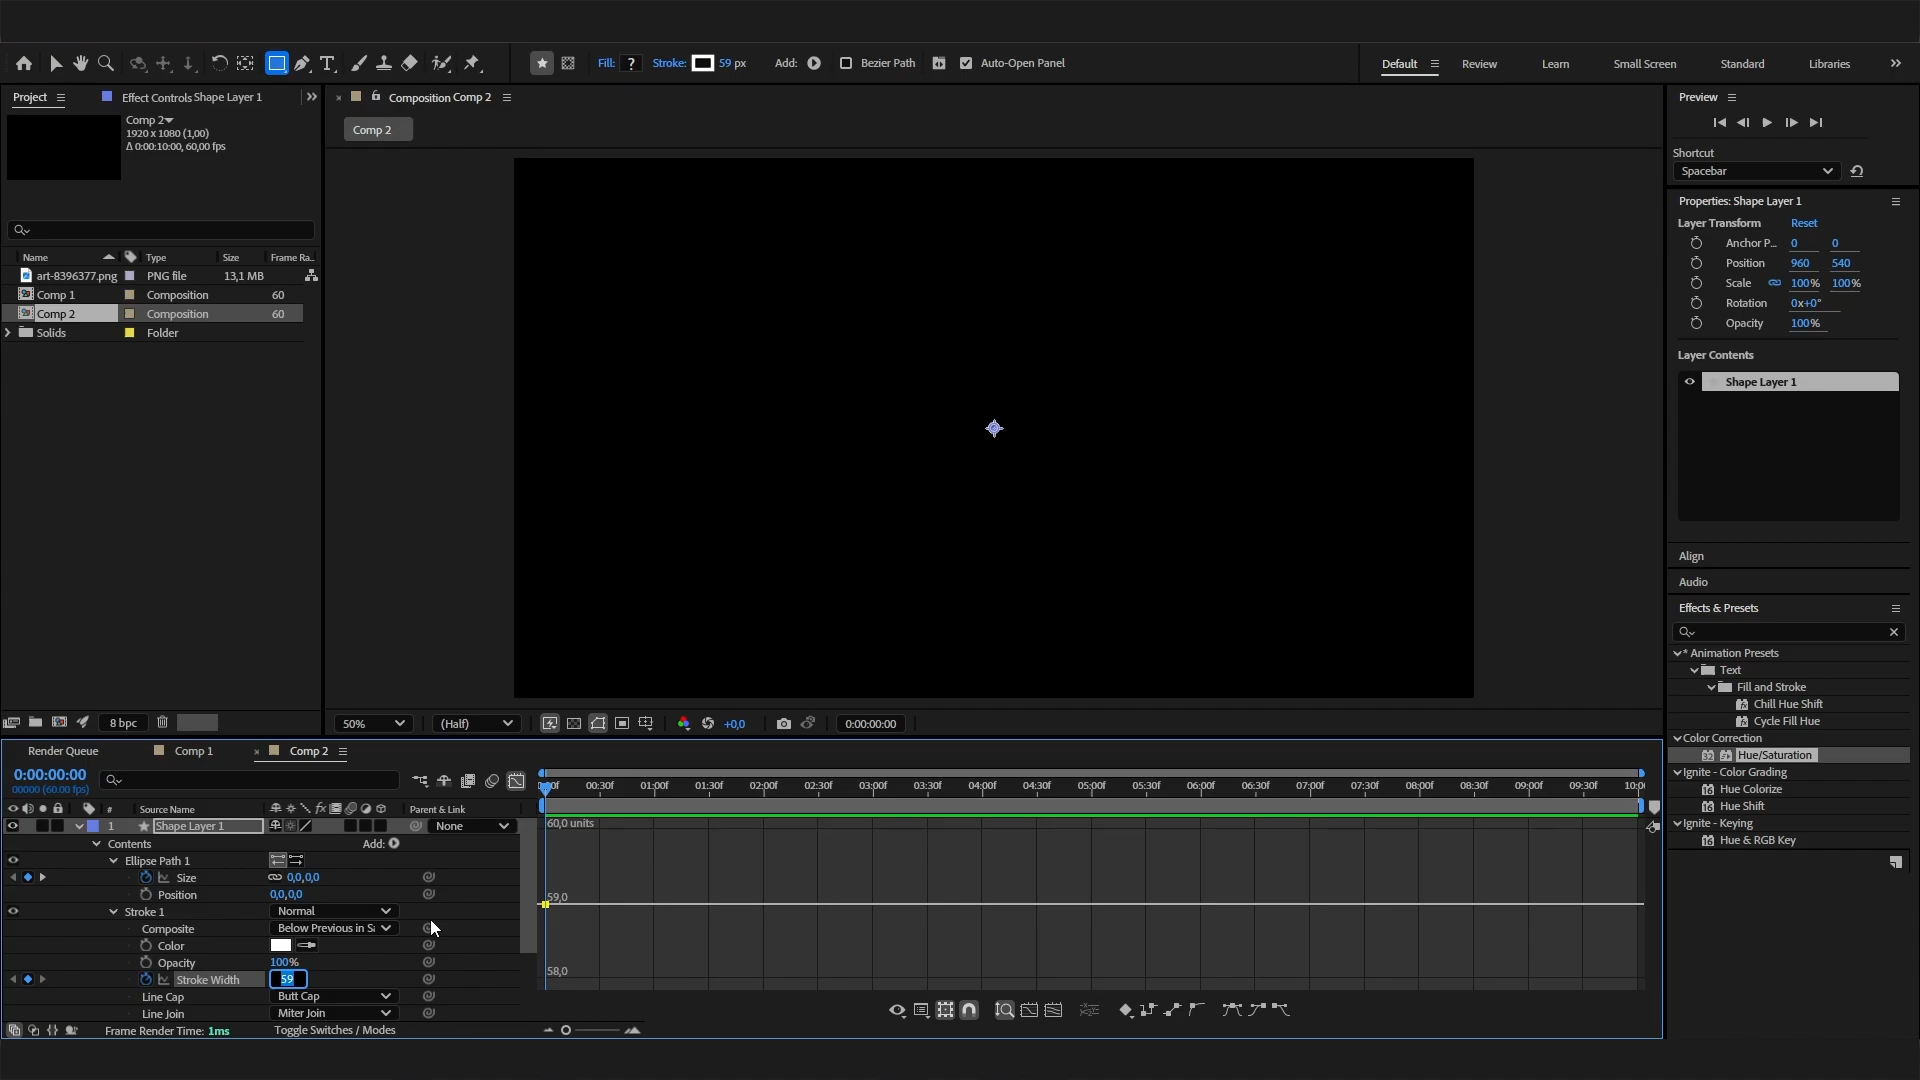 Fill: ? Stroke: 59 px Add: Bezier Path Auto-Open Panel Default Review Learn Small Screen Standard Libraries
Project Effect Controls Shape Layer 1
Comp 2
1920 x 1080 (1,00)
Δ 0:00:10:00, 60,00 fps
Name Type Size Frame Ra..
art-8396377.png PNG file 13,1 MB
Comp 1 Composition 60
Comp 2 Composition 60
Solids Folder
8 bpc
Composition Comp 2
Comp 2
50% (Half) +0,0 0:00:00:00
Preview
Shortcut
Spacebar
Properties: Shape Layer 1
Layer Transform Reset
Anchor P... 0 0
Position 960 540
Scale 100% 100%
Rotation 0x+0°
Opacity 100%
Layer Contents
Shape Layer 1
Align
Audio
Effects & Presets
* Animation Presets
Text
Fill and Stroke
Chill Hue Shift
Cycle Fill Hue
Color Correction
Hue/Saturation
Ignite - Color Grading
Hue Colorize
Hue Shift
Ignite - Keying
Hue & RGB Key
Render Queue Comp 1 Comp 2
0:00:00:00
00000 (60.00 fps)
00f 00:30f 01:00f 01:30f 02:00f 02:30f 03:00f 03:30f 04:00f 04:30f 05:00f 05:30f 06:00f 06:30f 07:00f 07:30f 08:00f 08:30f 09:00f 09:30f 10:0
# Source Name fx Parent & Link
1 Shape Layer 1 None
Contents Add:
Ellipse Path 1
Size 0,0,0,0
Position 0,0,0,0
Stroke 1 Normal
Composite Below Previous in Sa
Color
Opacity 100%
Stroke Width 59
Line Cap Butt Cap
Line Join Miter Join
Frame Render Time: 1ms Toggle Switches / Modes
60,0 units
59,0
58,0